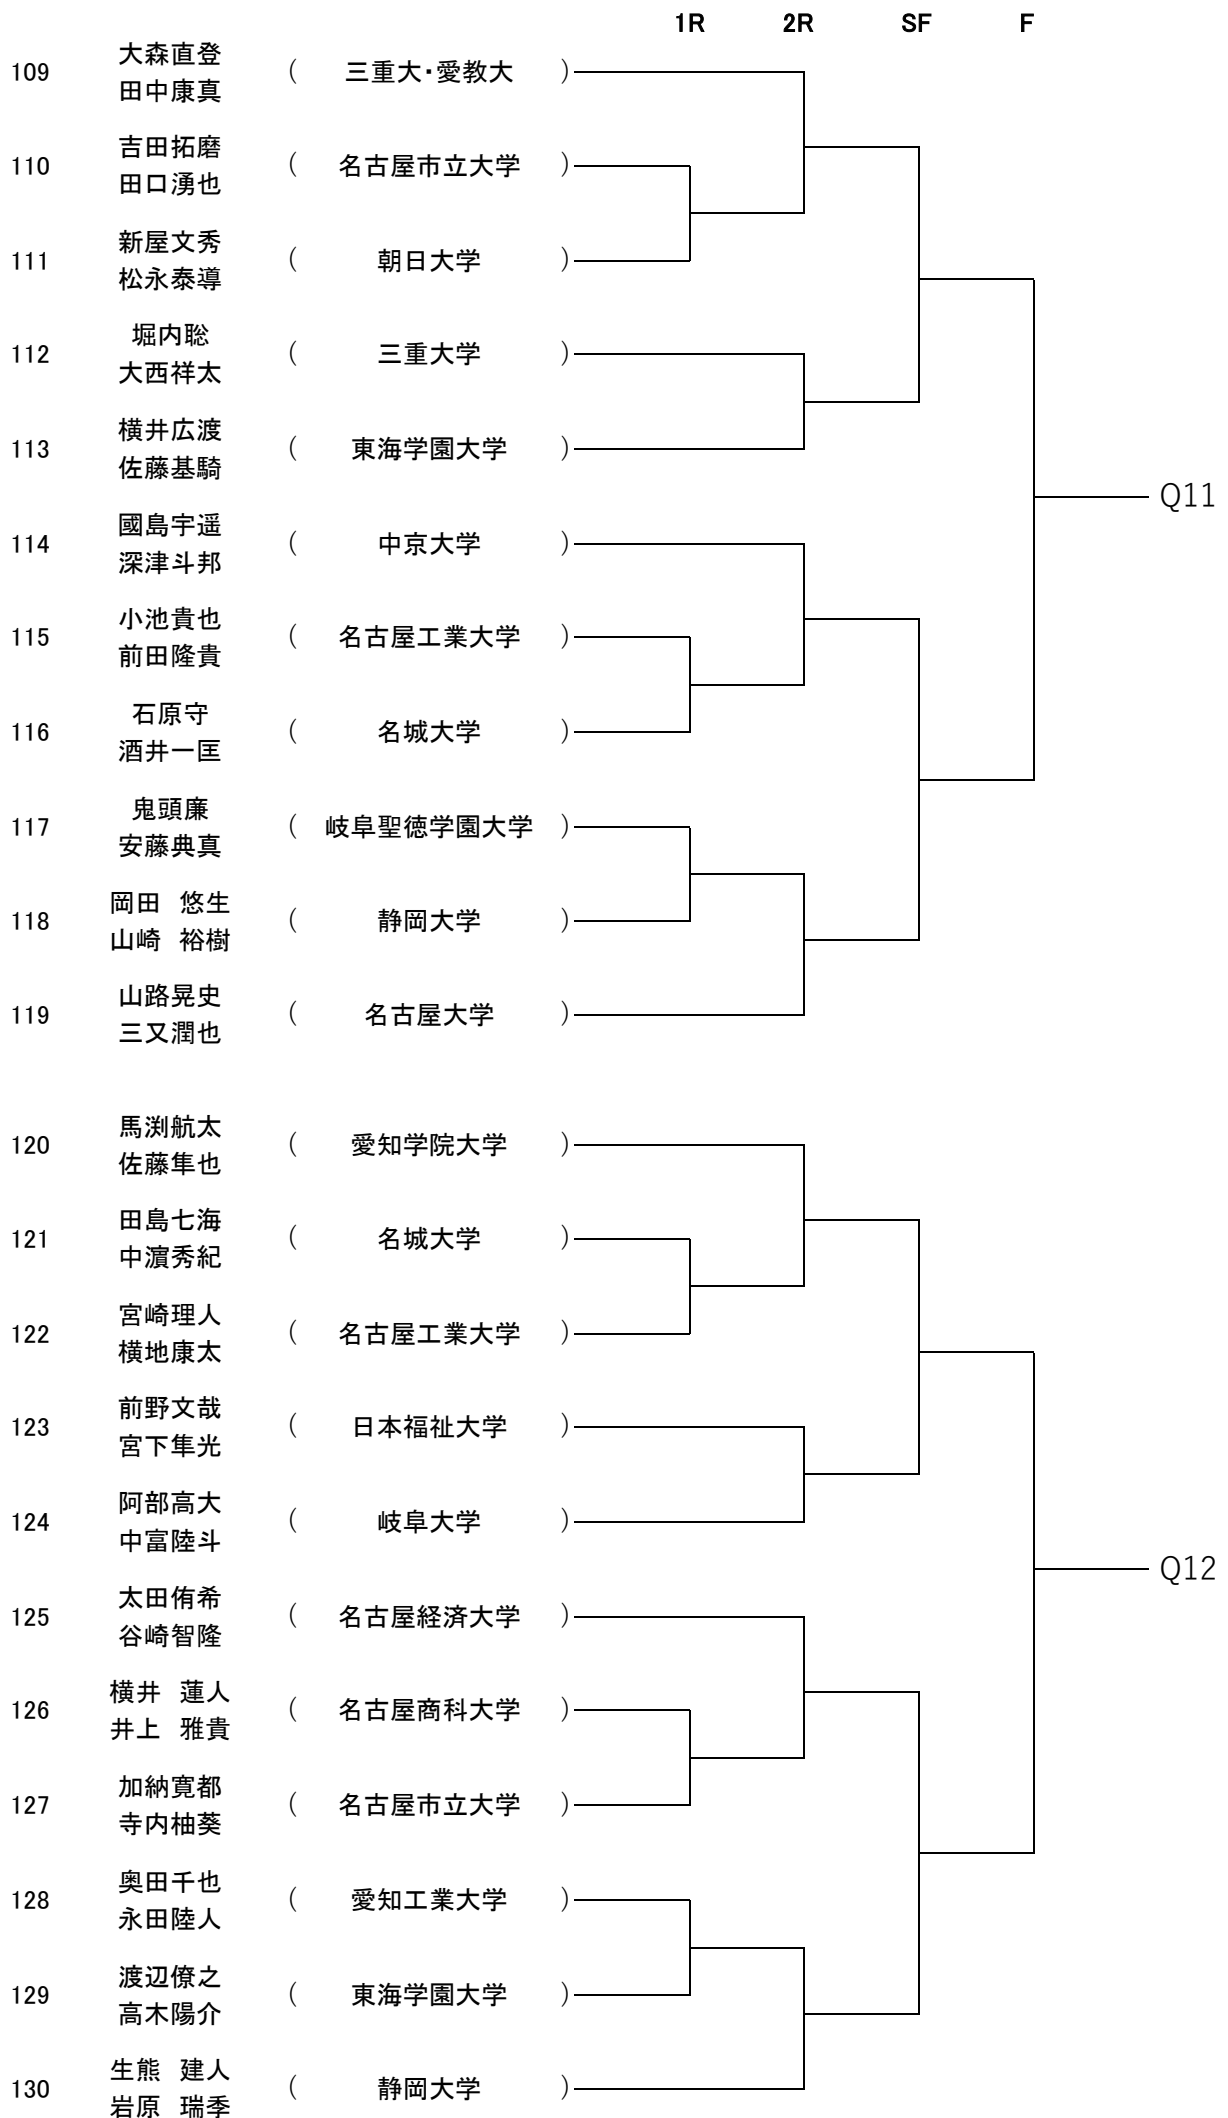 1R 2R SF F
大森直登
109 ( 三重大・愛教大 )
田中康真
吉田拓磨
110 ( 名古屋市立大学 )
田口湧也
新屋文秀
111 ( 朝日大学 )
松永泰導
堀内聡
112 ( 三重大学 )
大西祥太
横井広渡
113 ( 東海学園大学 )
佐藤基騎
Q11
國島宇遥
114 ( 中京大学 )
深津斗邦
小池貴也
115 ( 名古屋工業大学 )
前田隆貴
石原守
116 ( 名城大学 )
酒井一匡
鬼頭廉
117 ( 岐阜聖徳学園大学 )
安藤典真
岡田 悠生
118 ( 静岡大学 )
山崎 裕樹
山路晃史
119 ( 名古屋大学 )
三又潤也
馬渕航太
120 ( 愛知学院大学 )
佐藤隼也
田島七海
121 ( 名城大学 )
中濵秀紀
宮崎理人
122 ( 名古屋工業大学 )
横地康太
前野文哉
123 ( 日本福祉大学 )
宮下隼光
阿部高大
124 ( 岐阜大学 )
中富陸斗
Q12
太田侑希
125 ( 名古屋経済大学 )
谷崎智隆
横井 蓮人
126 ( 名古屋商科大学 )
井上 雅貴
加納寛都
127 ( 名古屋市立大学 )
寺内柚葵
奥田千也
128 ( 愛知工業大学 )
永田陸人
渡辺僚之
129 ( 東海学園大学 )
高木陽介
生熊 建人
130 ( 静岡大学 )
岩原 瑞季